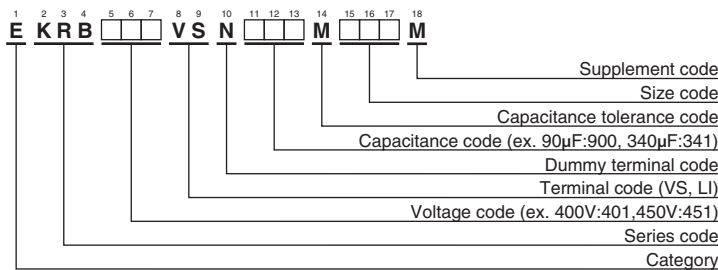 1 2 3 4 5 6 7 8 9 10 11 12 13 14 15 16 17 18
E K R B V S N M M
Supplement code
Size code
Capacitance tolerance code
Capacitance code (ex. 90μF:900, 340μF:341)
Dummy terminal code
Terminal code (VS, LI)
Voltage code (ex. 400V:401,450V:451)
Series code
Category